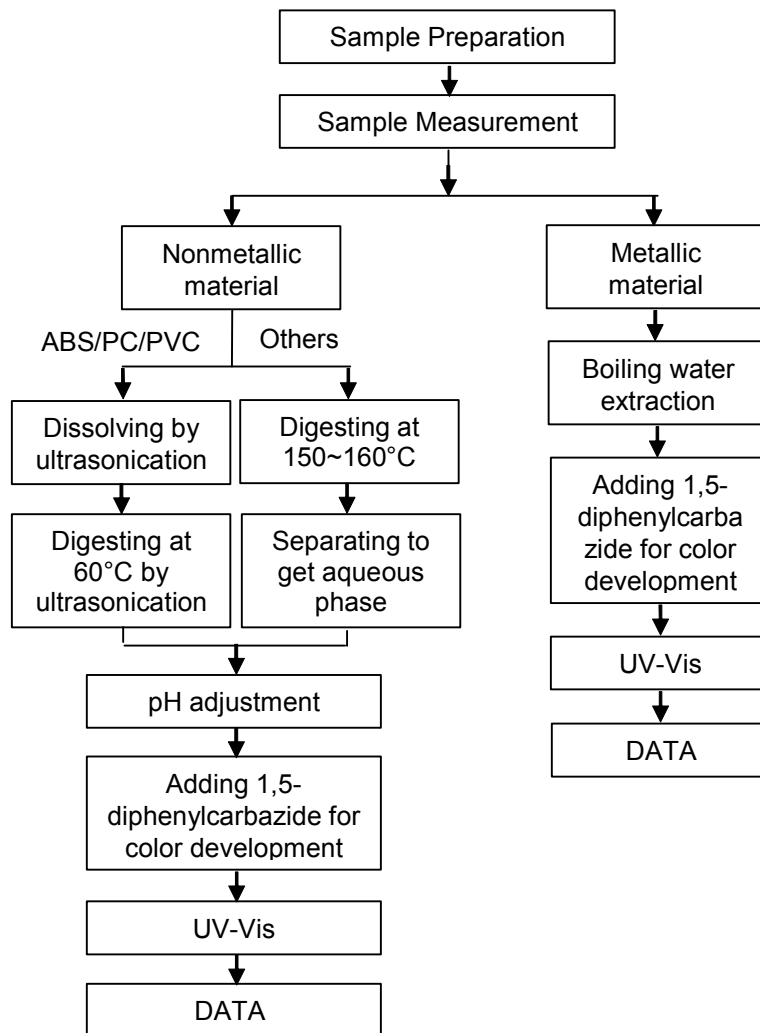 Sample Preparation
Sample Measurement
Nonmetallic
material
Metallic
material
ABS/PC/PVC
Others
Boiling water
extraction
Dissolving by
ultrasonication
Digesting at
150~160°C
Adding 1,5-
diphenylcarba
zide for color
development
Digesting at
60°C by
ultrasonication
Separating to
get aqueous
phase
UV-Vis
pH adjustment
DATA
Adding 1,5-
diphenylcarbazide for
color development
UV-Vis
DATA